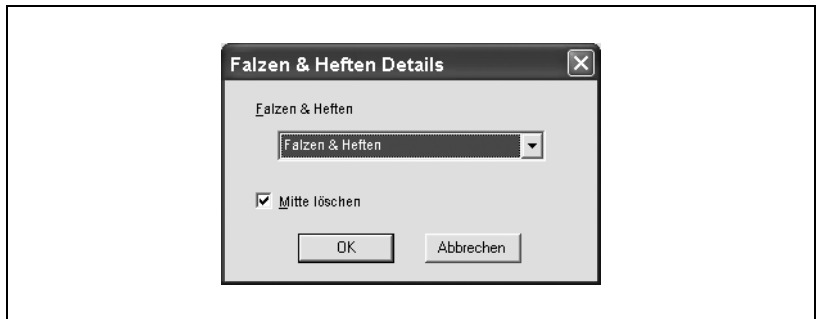 Falzen & Heften Details
Falzen & Heften
Falzen & Heften
Mitte löschen
OK Abbrechen